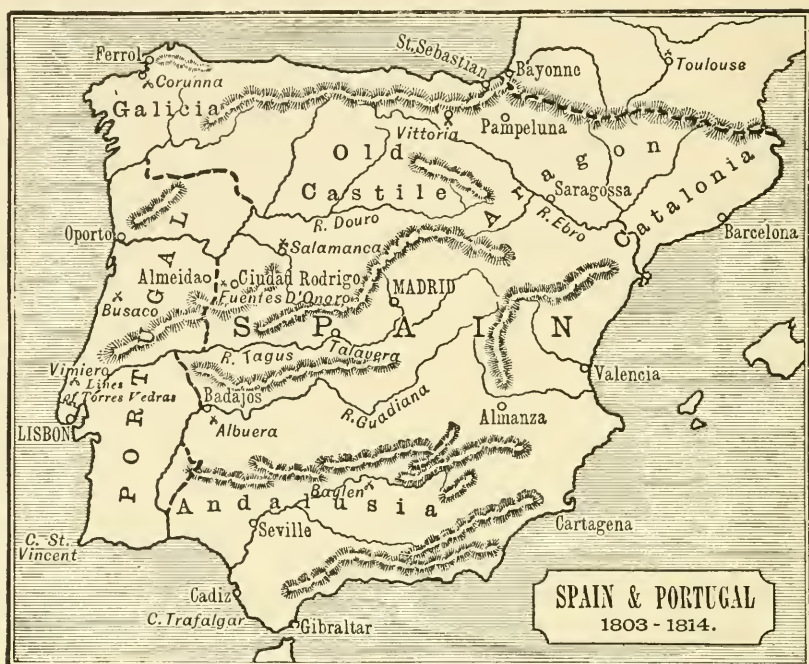 Ferrol
Corunna
Galicia
St. Sebastian
Bayonne
Toulouse
Vittoria
Pampeluna
Old
Castile
Aragon
Saragossa
R. Ebro
Catalonia
Barcelona
R. Douro
Oporto
Salamanca
Almeida
Ciudad Rodrigo
Fuentes D'Onoro
MADRID
Busaco
SPAIN
PORTUGAL
R. Tagus
Talavera
Vimiero
Lines
of Torres Vedras
Valencia
LISBON
Badajos
R. Guadiana
Almanza
Albuera
Baylen
Andalusia
Seville
Cartagena
C. St.
Vincent
Cadiz
C. Trafalgar
Gibraltar
SPAIN & PORTUGAL
1803 - 1814.